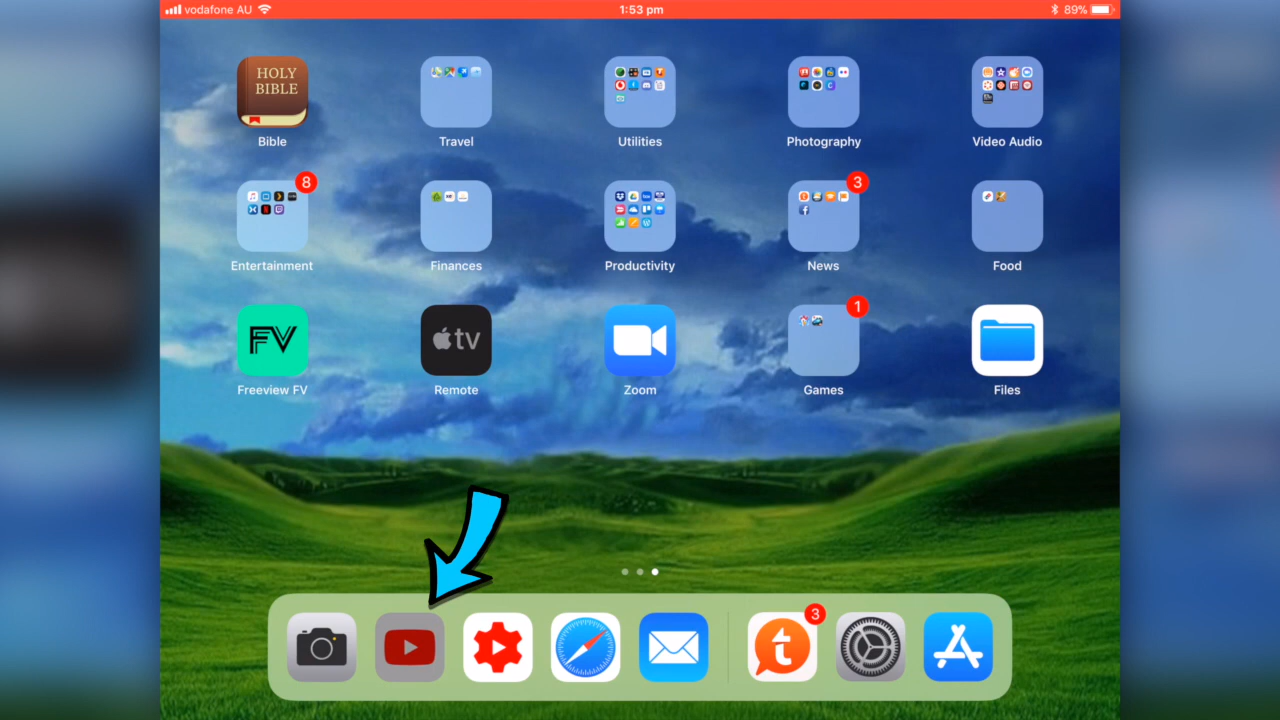 vodafone AU
1:53 pm
89%
HOLY
BIBLE
Bible
Travel
Utilities
Photography
Video Audio
8
3
Entertainment
Finances
Productivity
News
Food
1
FV
tv
Freeview FV
Remote
Zoom
Games
Files
3
t